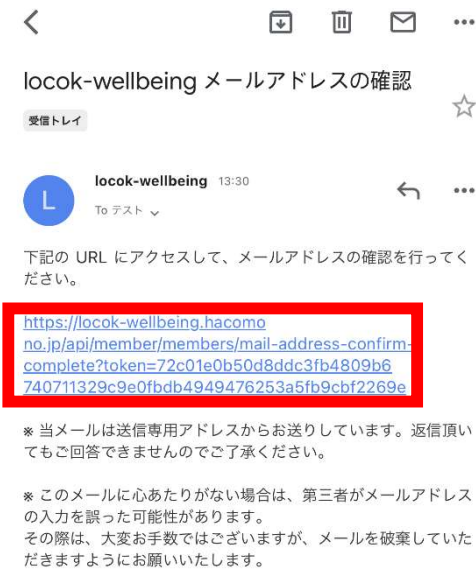 locok-wellbeing メールアドレスの確認
受信トレイ
locok-wellbeing 13:30
L
To テスト
下記の URL にアクセスして、メールアドレスの確認を行ってく
ださい。
https://locok-wellbeing.hacomo
no.jp/api/member/members/mail-address-confirm-
complete?token=72c01e0b50d8ddc3fb4809b6
740711329c9e0fbdb4949476253a5fb9cbf2269e
※ 当メールは送信専用アドレスからお送りしています。返信頂い
てもご回答できませんのでご了承ください。
※ このメールに心あたりがない場合は、第三者がメールアドレス
の入力を誤った可能性があります。
その際は、大変お手数ではございますが、メールを破棄していた
だきますようにお願いいたします。